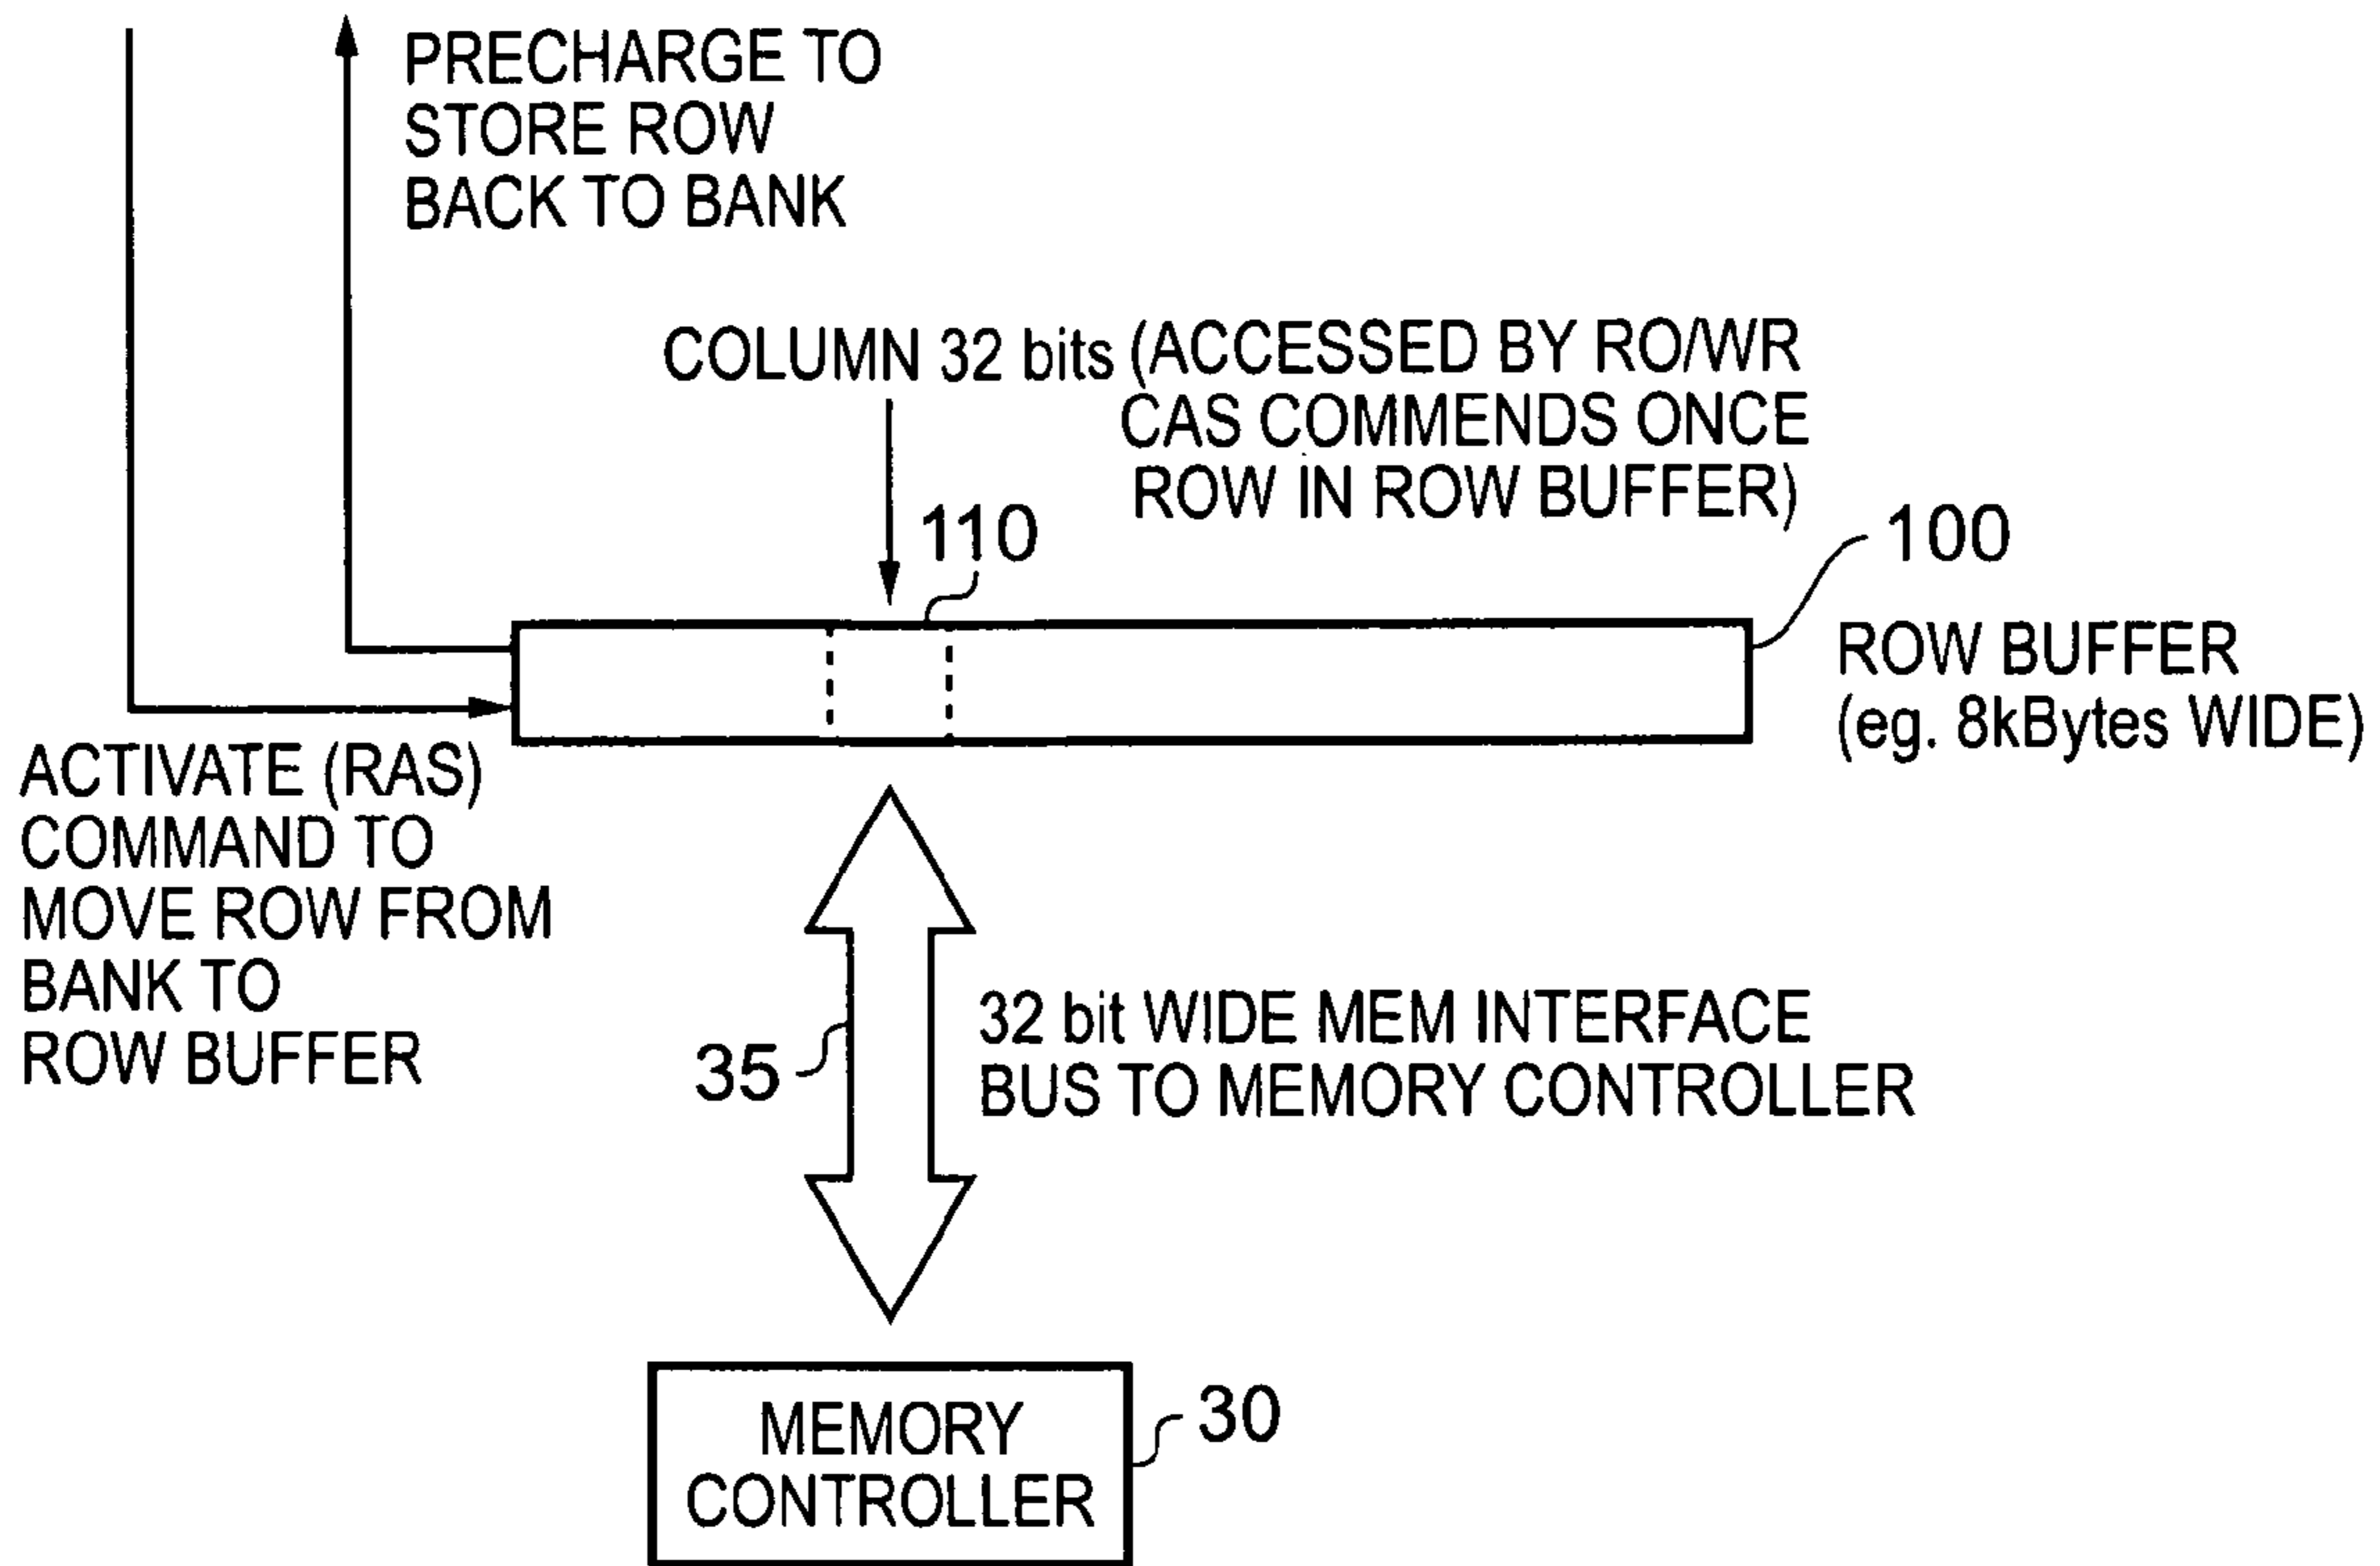 PRECHARGE TO
STORE ROW
BACK TO BANK
COLUMN 32 bits (ACCESSED BY RO/WR
CAS COMMENDS ONCE
ROW IN ROW BUFFER)
110
100
ROW BUFFER
(eg. 8kBytes WIDE)
ACTIVATE (RAS)
COMMAND TO
MOVE ROW FROM
BANK TO
ROW BUFFER
35
32 bit WIDE MEM INTERFACE
BUS TO MEMORY CONTROLLER
MEMORY
CONTROLLER
30